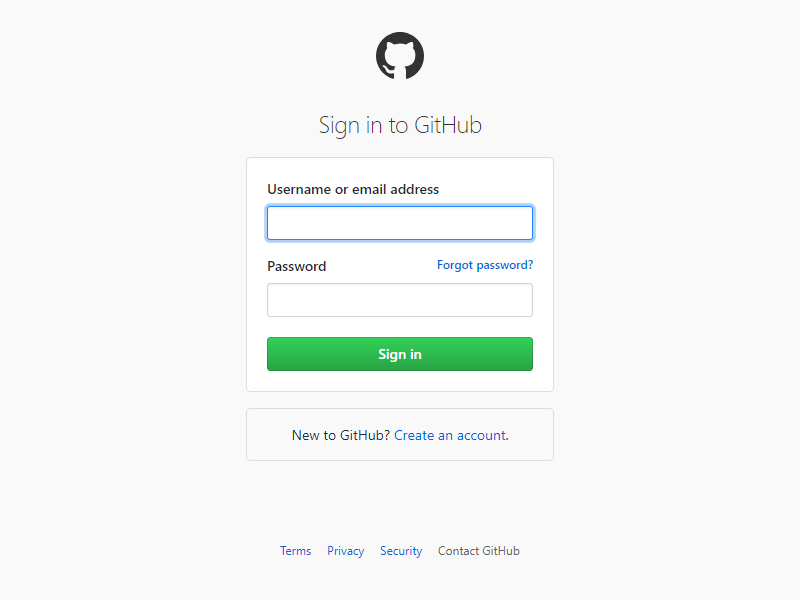 Sign in to GitHub
Username or email address
Password Forgot password?
Sign in
New to GitHub? Create an account.
Terms Privacy Security Contact GitHub